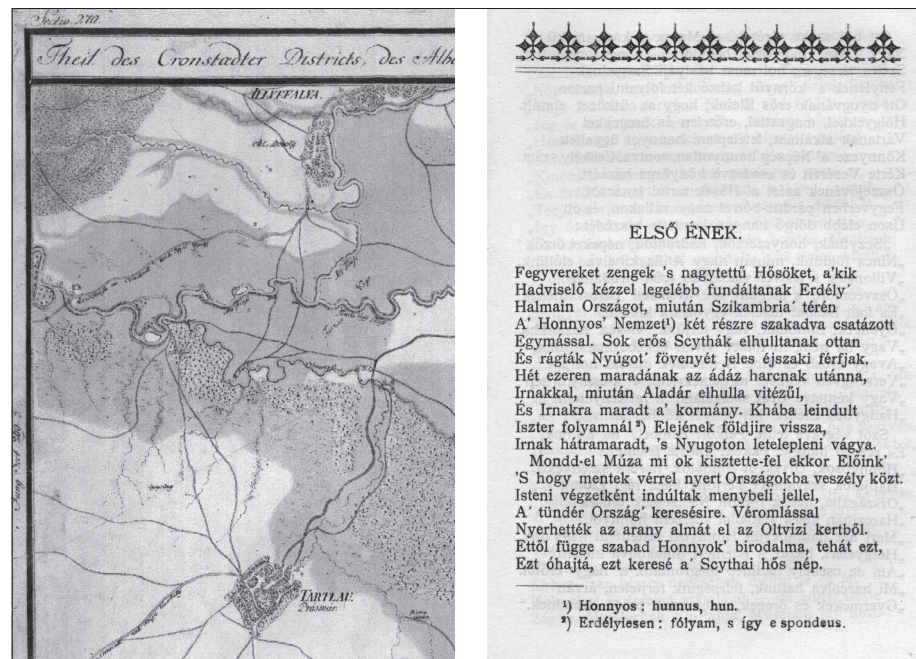 Sectio. 270.
Theil des Cronstadter Districts, des Albe
ILLYEFALVA.
TARTLAU.
Prasmár.
ELSŐ ÉNEK.
Fegyvereket zengek 's nagytettű Hősöket, a'kik
Hadviselő kézzel legelébb fundáltanak Erdély'
Halmain Országot, miután Szíkambria' térén
A' Honnyos' Nemzet¹) két részre szakadva csatázott
Egymással. Sok erős Scythák elhulltanak ottan
És rágták Nyúgot' fövenyét jeles éjszaki férfjak.
Hét ezeren maradának az ádáz harcnak utánna,
Irnakkal, miután Aladár elhulla vitézűl,
És Irnakra maradt a' kormány. Khába leindult
Iszter folyamnál ²) Elejének földjire vissza,
Irnak hátramaradt, 's Nyugoton letelepleni vágya.
Mondd-el Múza mi ok kisztette-fel ekkor Előink'
'S hogy mentek vérrel nyert Országokba veszély közt.
Isteni végzetként indúltak menybeli jellel,
A' tündér Ország' keresésire. Véromlással
Nyerhették az arany almát el az Oltvizi kertből.
Ettől függe szabad Honnyok' birodalma, tehát ezt,
Ezt óhajtá, ezt keresé a' Scythai hős nép.
¹) Honnyos : hunnus, hun.
²) Erdélyiesen : fólyam, s így e spondeus.